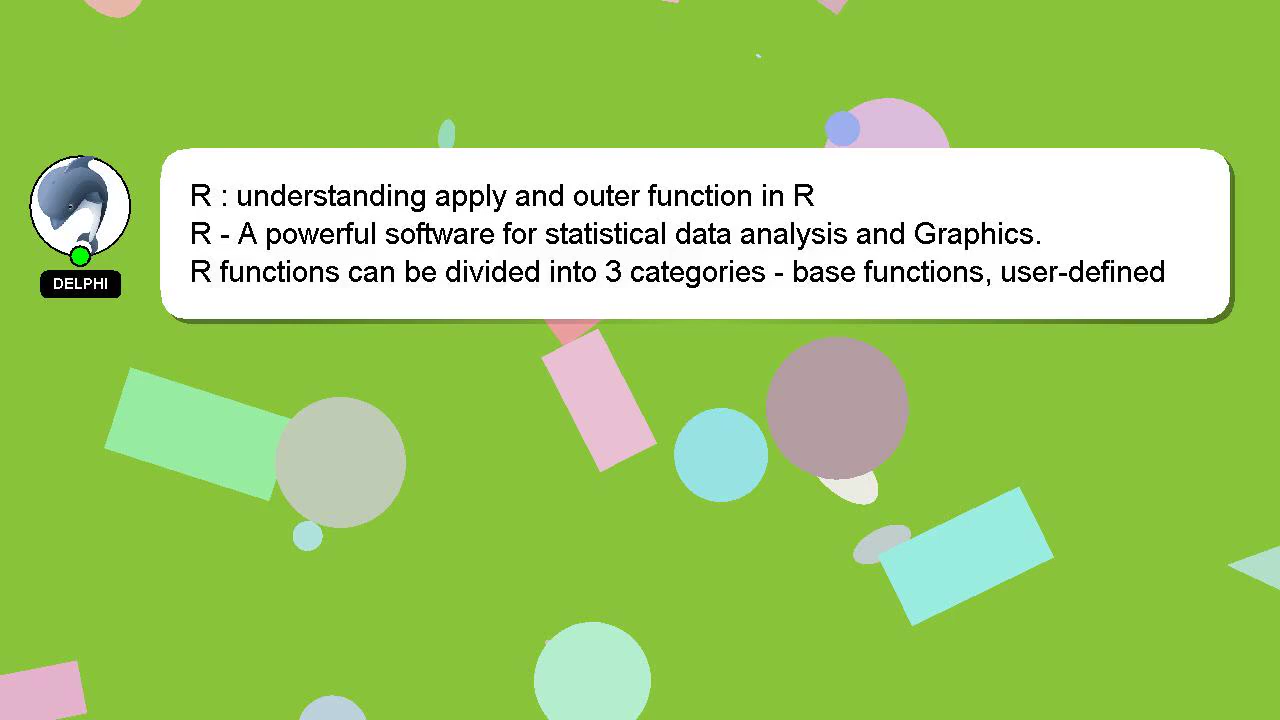 R : understanding apply and outer function in R
R - A powerful software for statistical data analysis and Graphics.
R functions can be divided into 3 categories - base functions, user-defined
DELPHI